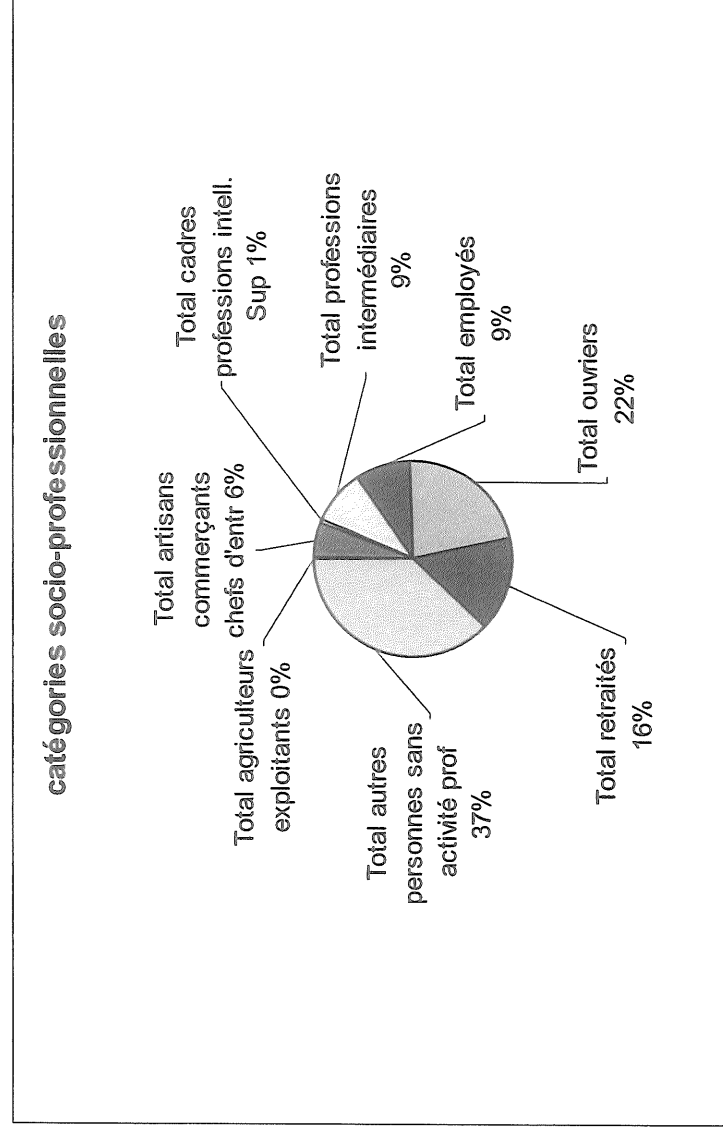 catégories socio-professionnelles
Total artisans
commerçants
chefs d'entr 6%
Total cadres
professions intell.
Sup 1%
Total agriculteurs
exploitants 0%
Total professions
intermédiaires
9%
Total autres
personnes sans
activité prof
37%
Total employés
9%
Total retraités
16%
Total ouvriers
22%